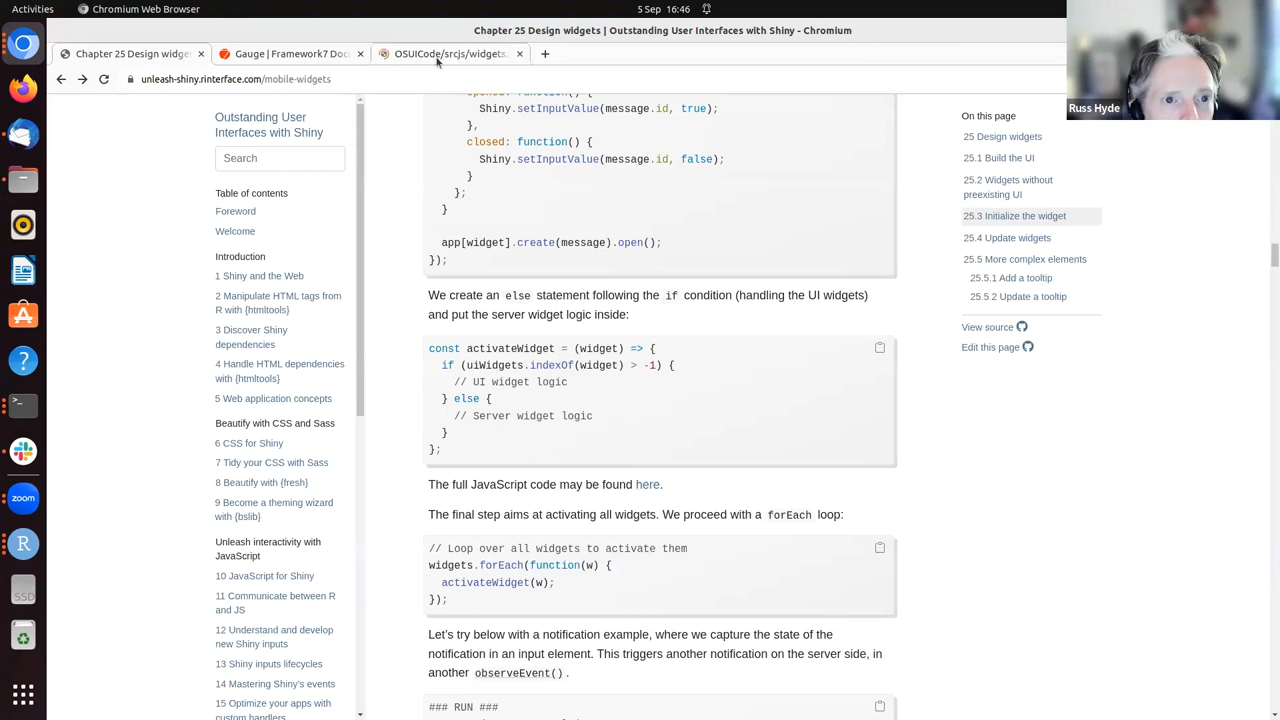 Activities
Chromium Web Browser
5 Sep 16:46
Chapter 25 Design widgets | Outstanding User Interfaces with Shiny - Chromium
Chapter 25 Design widge
Gauge | Framework7 Doc
OSUICode/srcjs/widgets.
unleash-shiny.rinterface.com/mobile-widgets
Russ Hyde
Outstanding User
Interfaces with Shiny
Search
Table of contents
Foreword
Welcome
Introduction
1 Shiny and the Web
2 Manipulate HTML tags from
R with {htmltools}
3 Discover Shiny
dependencies
4 Handle HTML dependencies
with {htmltools}
5 Web application concepts
Beautify with CSS and Sass
6 CSS for Shiny
7 Tidy your CSS with Sass
8 Beautify with {fresh}
9 Become a theming wizard
with {bslib}
Unleash interactivity with
JavaScript
10 JavaScript for Shiny
11 Communicate between R
and JS
12 Understand and develop
new Shiny inputs
13 Shiny inputs lifecycles
14 Mastering Shiny's events
15 Optimize your apps with
custom handlers
opened: function() {
Shiny.setInputValue(message.id, true);
},
closed: function() {
Shiny.setInputValue(message.id, false);
}
};
}
app[widget].create(message).open();
});
We create an else statement following the if condition (handling the UI widgets)
and put the server widget logic inside:
const activateWidget = (widget) => {
if (uiWidgets.indexOf(widget) > -1) {
// UI widget logic
} else {
// Server widget logic
}
};
The full JavaScript code may be found here.
The final step aims at activating all widgets. We proceed with a forEach loop:
// Loop over all widgets to activate them
widgets.forEach(function(w) {
activateWidget(w);
});
Let's try below with a notification example, where we capture the state of the
notification in an input element. This triggers another notification on the server side, in
another observeEvent().
### RUN ###
On this page
25 Design widgets
25.1 Build the UI
25.2 Widgets without
preexisting UI
25.3 Initialize the widget
25.4 Update widgets
25.5 More complex elements
25.5.1 Add a tooltip
25.5.2 Update a tooltip
View source
Edit this page
zoom
R
SSD